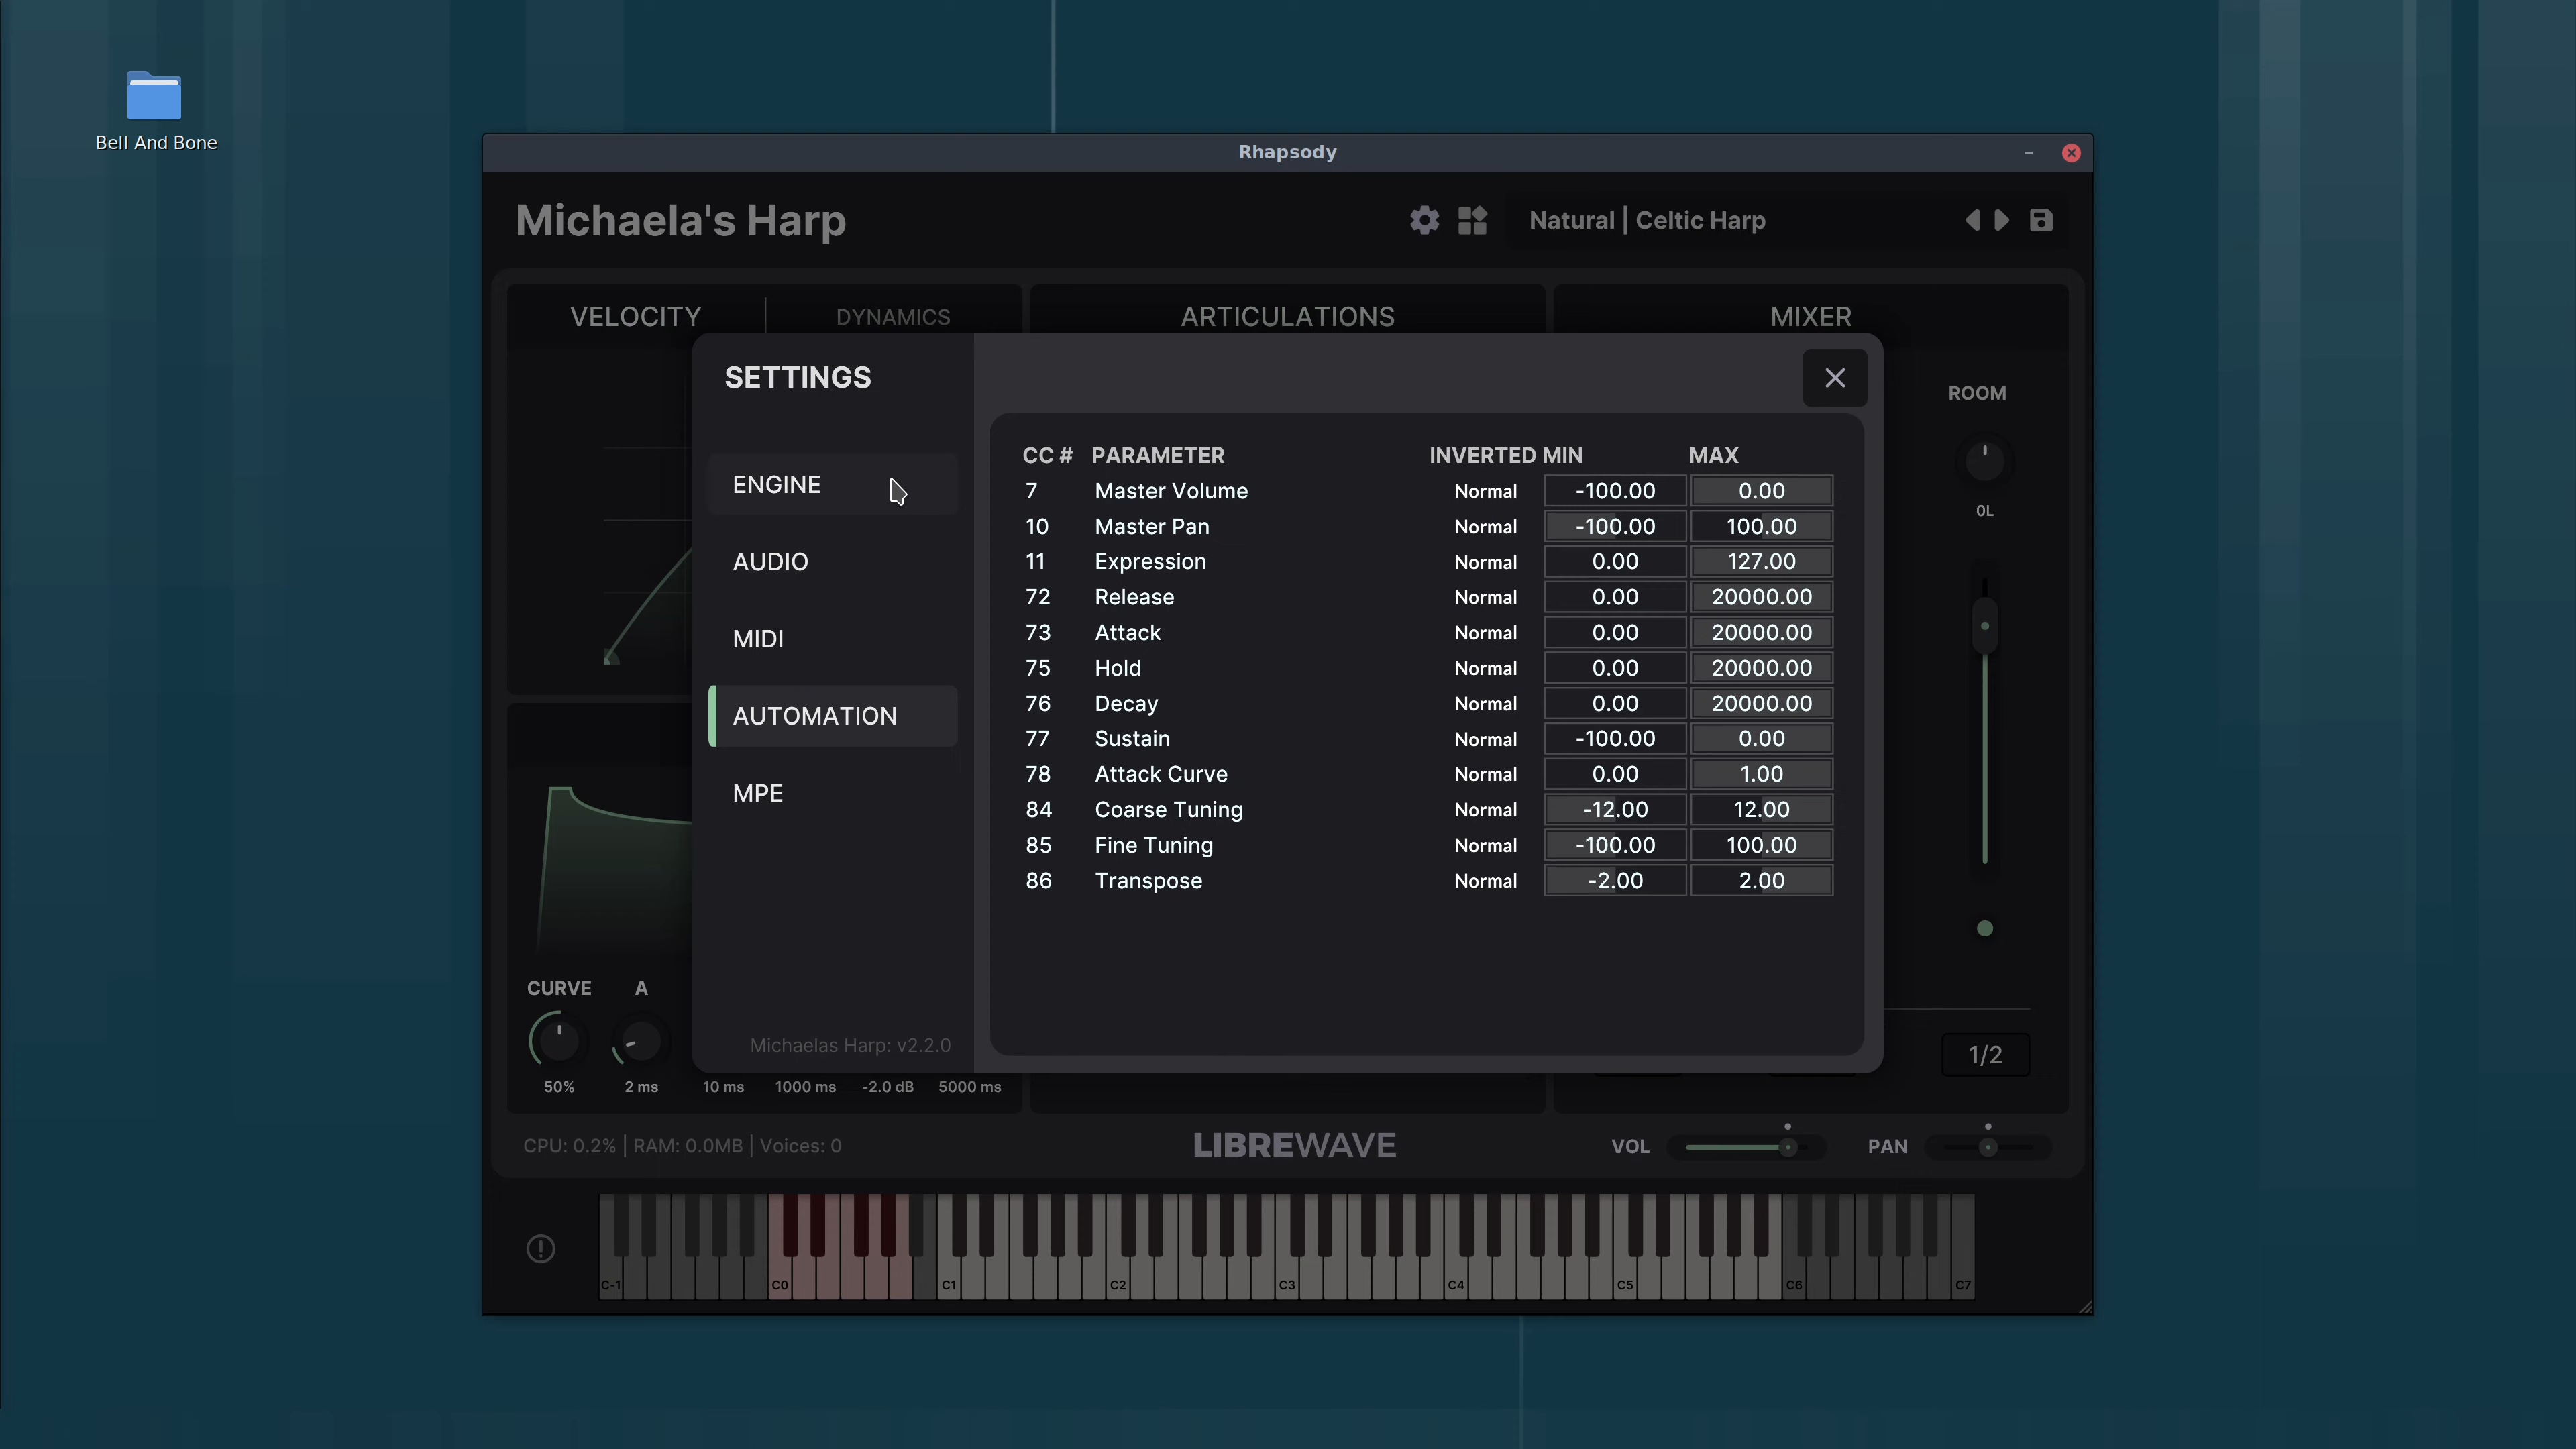 Bell And Bone
Rhapsody
Michaela's Harp
Natural | Celtic Harp
VELOCITY
DYNAMICS
ARTICULATIONS
MIXER
SETTINGS
ENGINE
AUDIO
MIDI
AUTOMATION
MPE
Michaelas Harp: v2.2.0
CC # PARAMETER INVERTED MIN MAX
7 Master Volume Normal -100.00 0.00
10 Master Pan Normal -100.00 100.00
11 Expression Normal 0.00 127.00
72 Release Normal 0.00 20000.00
73 Attack Normal 0.00 20000.00
75 Hold Normal 0.00 20000.00
76 Decay Normal 0.00 20000.00
77 Sustain Normal -100.00 0.00
78 Attack Curve Normal 0.00 1.00
84 Coarse Tuning Normal -12.00 12.00
85 Fine Tuning Normal -100.00 100.00
86 Transpose Normal -2.00 2.00
ROOM
0L
1/2
CURVE A
50% 2 ms 10 ms 1000 ms -2.0 dB 5000 ms
CPU: 0.2% | RAM: 0.0MB | Voices: 0
LIBREWAVE
VOL
PAN
C-1 C0 C1 C2 C3 C4 C5 C6 C7